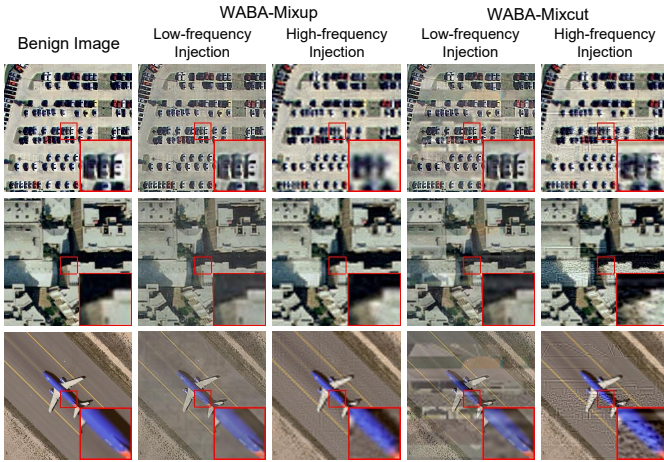 WABA-Mixup
WABA-Mixcut
Benign Image
Low-frequency
Injection
High-frequency
Injection
Low-frequency
Injection
High-frequency
Injection